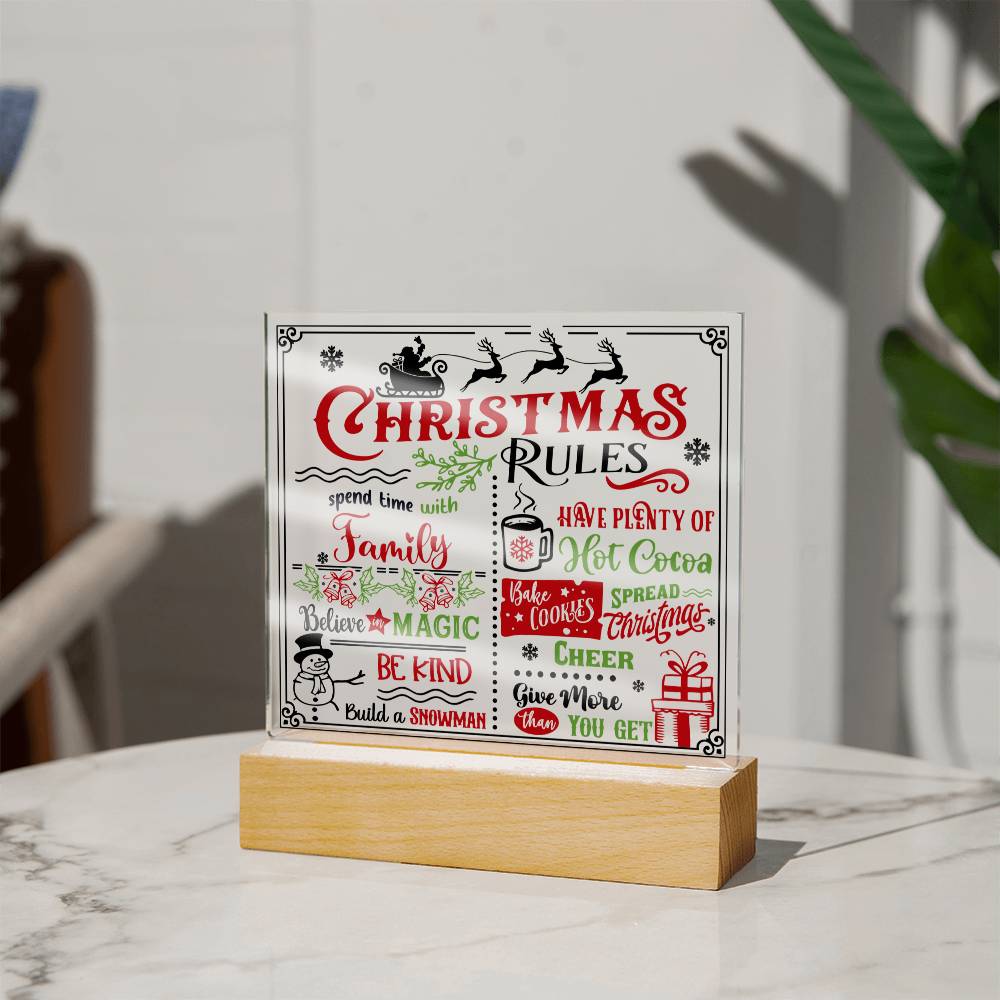 CHRISTMAS
RULES
spend time with
Family
Believe in MAGIC
BE KIND
Build a SNOWMAN
HAVE PLENTY OF
Hot Cocoa
Bake
COOKIES
SPREAD
Christmas
CHEER
Give More
than YOU GET